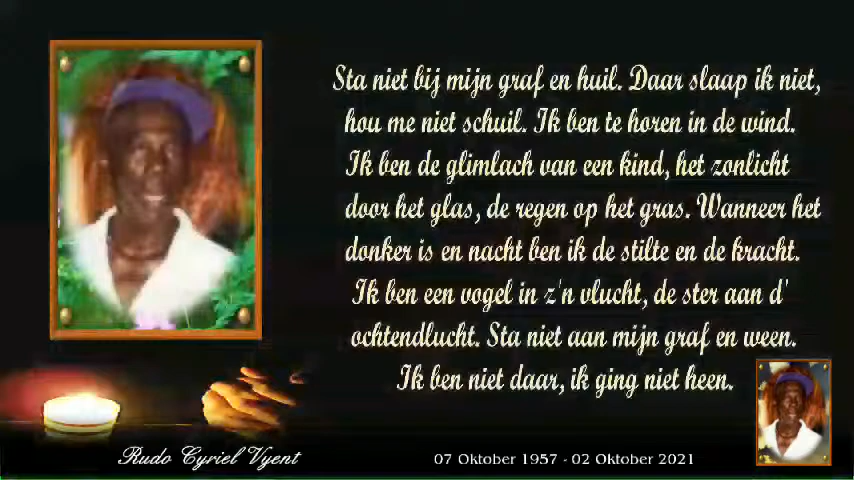 Sta niet bij mijn graf en huil. Daar slaap ik niet,
hou me niet schuil. Ik ben te horen in de wind.
Ik ben de glimlach van een kind, het zonlicht
door het glas, de regen op het gras. Wanneer het
donker is en nacht ben ik de stilte en de kracht.
Ik ben een vogel in z'n vlucht, de ster aan d'
ochtendlucht. Sta niet aan mijn graf en ween.
Ik ben niet daar, ik ging niet heen.
Rudo Cyriel Vyent
07 Oktober 1957 - 02 Oktober 2021